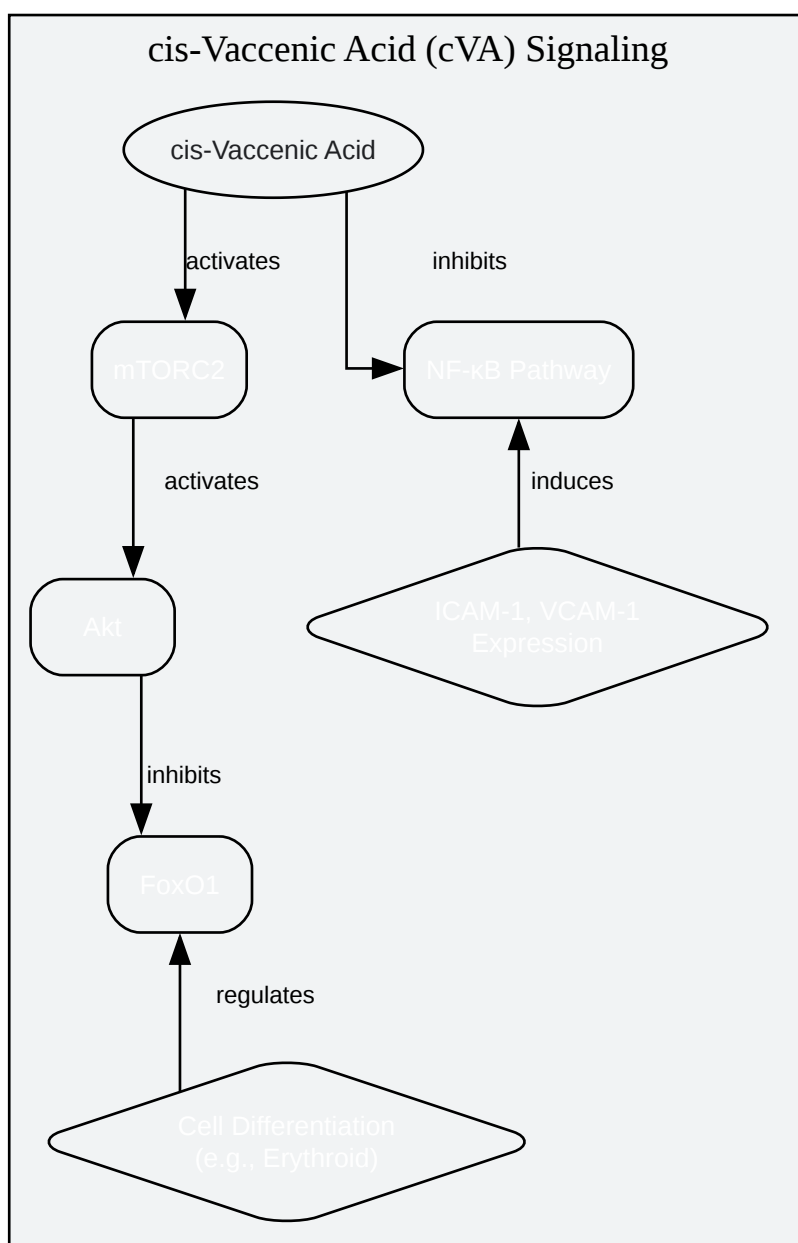 cis-Vaccenic Acid (cVA) Signaling
cis-Vaccenic Acid
activates
inhibits
mTORC2
NF-κB Pathway
activates
induces
Akt
ICAM-1, VCAM-1
Expression
inhibits
FoxO1
regulates
Cell Differentiation
(e.g., Erythroid)